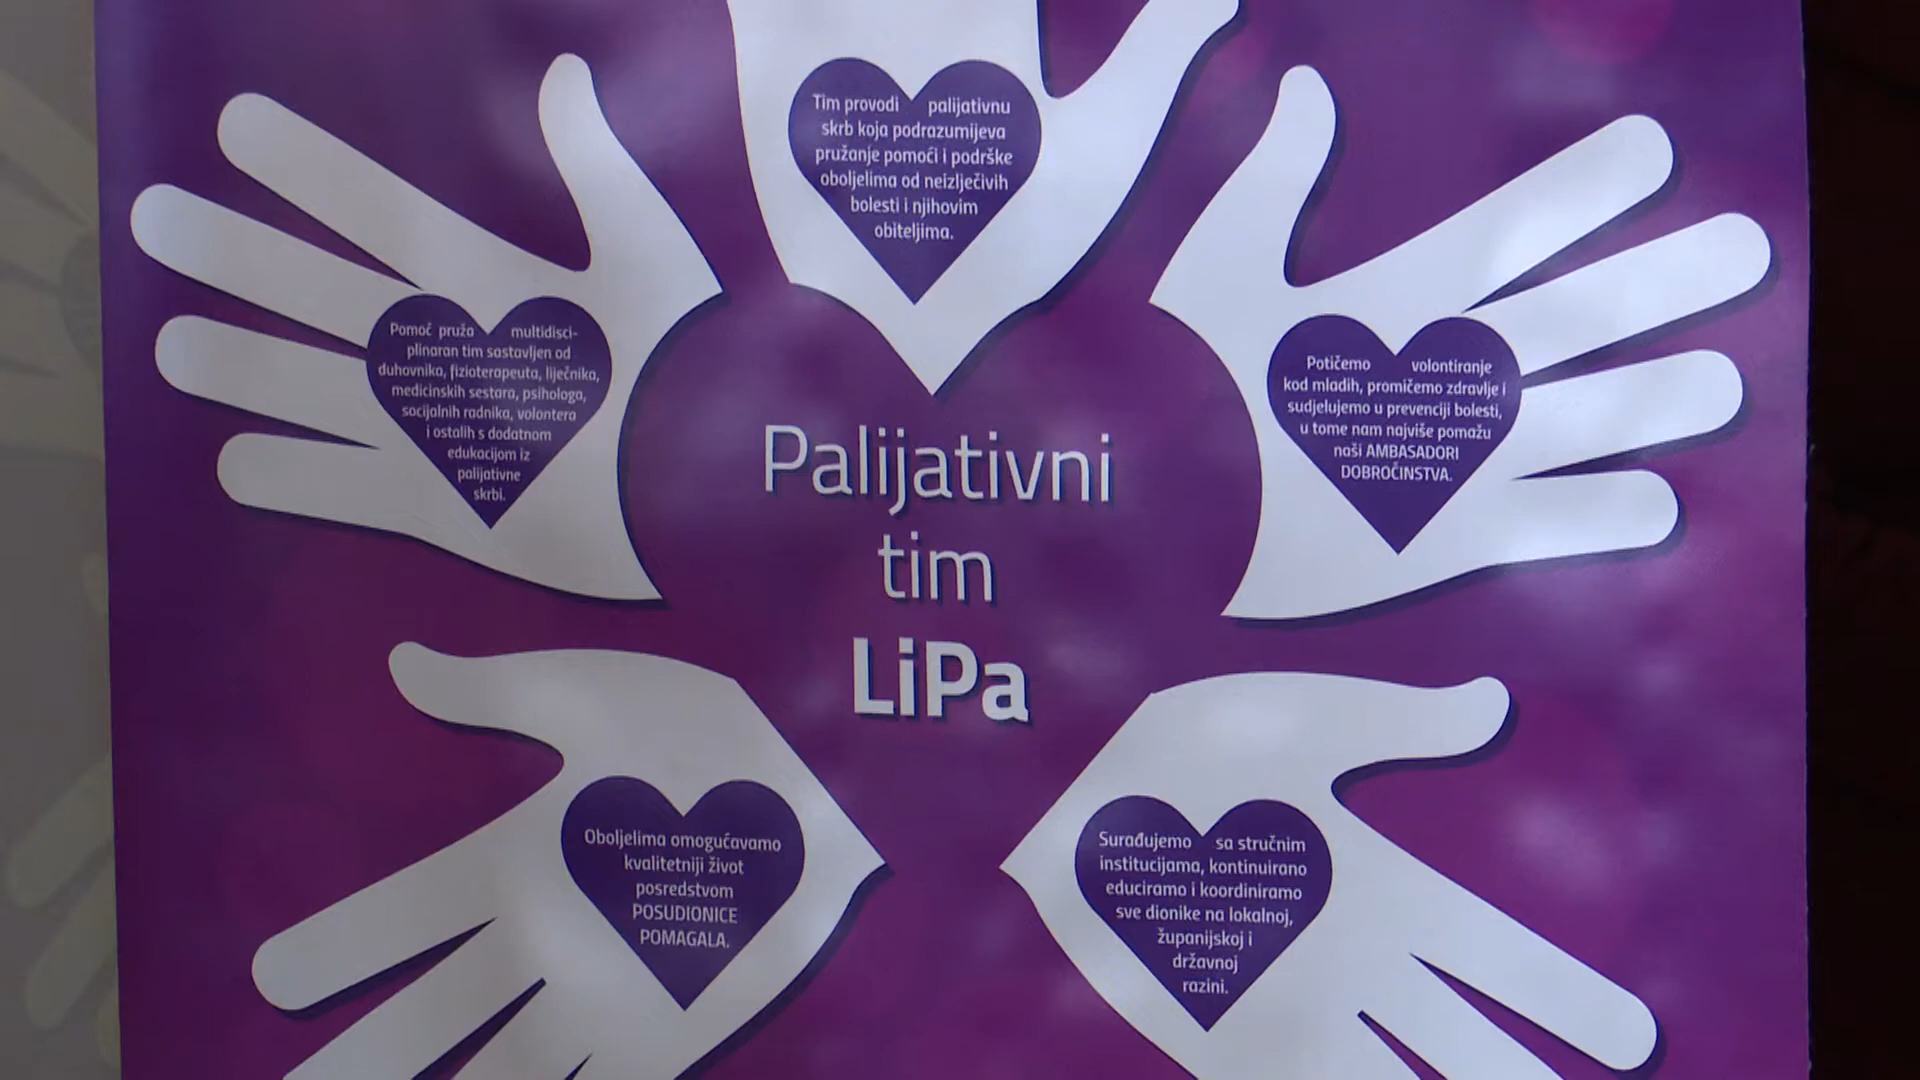 Tim provodi palijativnu
skrb koja podrazumijeva
pružanje pomoći i podrške
oboljelima od neizlječivih
bolesti i njihovim
obiteljima.
Pomoć pruža multidisci-
plinaran tim sastavljen od
duhovnika, fizioterapeuta, liječnika,
medicinskih sestara, psihologa,
socijalnih radnika, volontera
i ostalih s dodatnom
edukacijom iz
palijativne
skrbi.
Potičemo volontiranje
kod mladih, promičemo zdravlje i
sudjelujemo u prevenciji bolesti,
u tome nam najviše pomažu
naši AMBASADORI
DOBROČINSTVA.
Palijativni
tim
LiPa
Oboljelima omogućavamo
kvalitetniji život
posredstvom
POSUDIONICE
POMAGALA.
Surađujemo sa stručnim
institucijama, kontinuirano
educiramo i koordiniramo
sve dionike na lokalnoj,
županijskoj i
državnoj
razini.